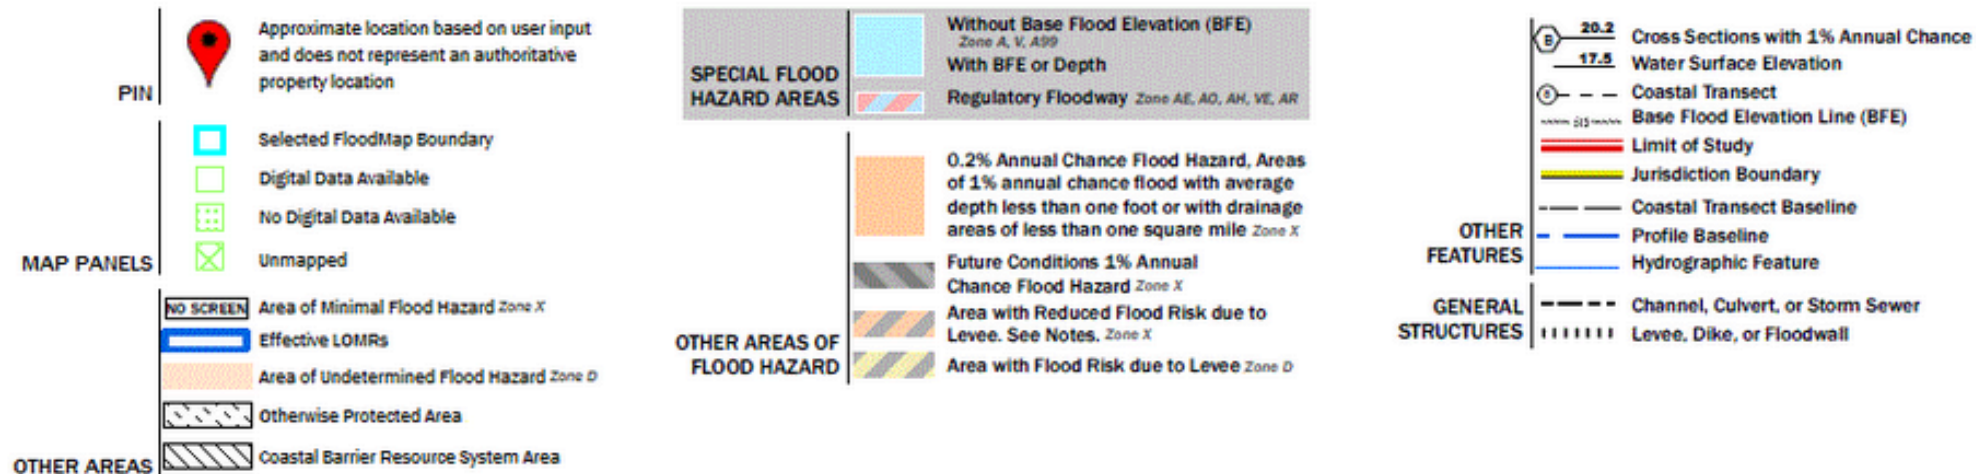 PIN
Approximate location based on user input
and does not represent an authoritative
property location
MAP PANELS
Selected FloodMap Boundary
Digital Data Available
No Digital Data Available
Unmapped
OTHER AREAS
NO SCREEN Area of Minimal Flood Hazard Zone X
Effective LOMRs
Area of Undetermined Flood Hazard Zone D
Otherwise Protected Area
Coastal Barrier Resource System Area
SPECIAL FLOOD
HAZARD AREAS
Without Base Flood Elevation (BFE)
Zone A, V, A99
With BFE or Depth
Regulatory Floodway Zone AE, AO, AH, VE, AR
OTHER AREAS OF
FLOOD HAZARD
0.2% Annual Chance Flood Hazard, Areas
of 1% annual chance flood with average
depth less than one foot or with drainage
areas of less than one square mile Zone X
Future Conditions 1% Annual
Chance Flood Hazard Zone X
Area with Reduced Flood Risk due to
Levee. See Notes. Zone X
Area with Flood Risk due to Levee Zone D
OTHER
FEATURES
B 20.2 Cross Sections with 1% Annual Chance
17.5 Water Surface Elevation
Coastal Transect
Base Flood Elevation Line (BFE)
Limit of Study
Jurisdiction Boundary
Coastal Transect Baseline
Profile Baseline
Hydrographic Feature
GENERAL
STRUCTURES
Channel, Culvert, or Storm Sewer
Levee, Dike, or Floodwall